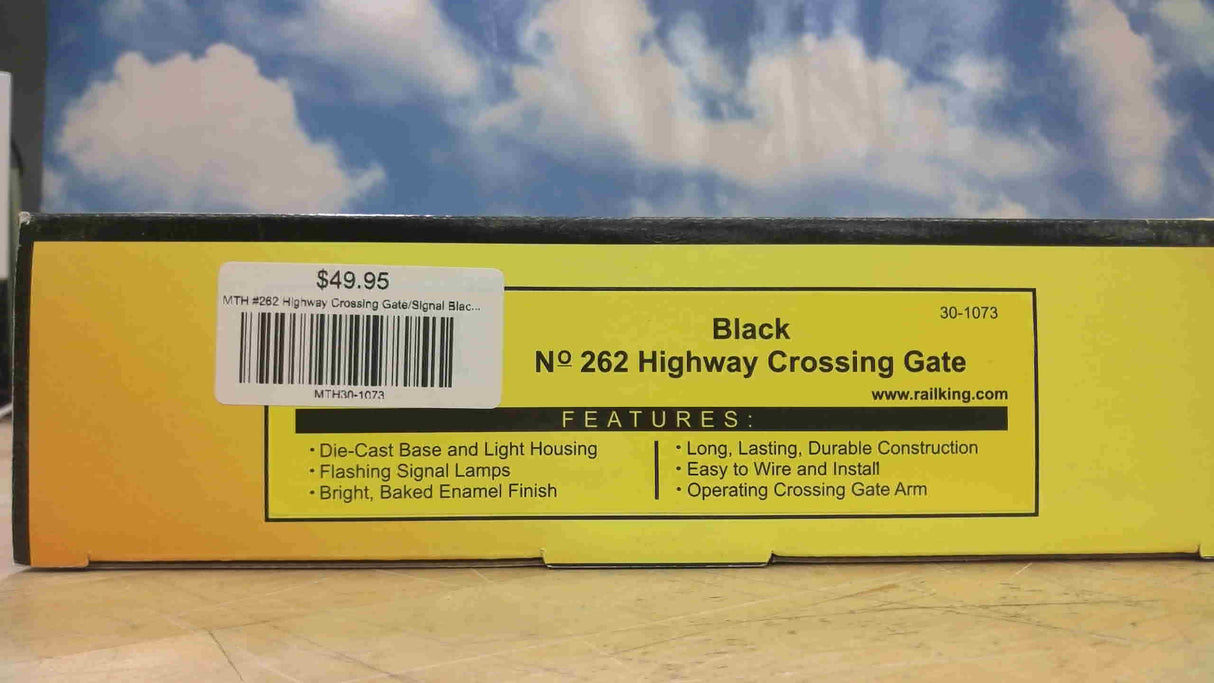 $49.95
MTH #262 Highway Crossing Gate/Signal Blac...
MTH30-1073
30-1073
Black
Nº 262 Highway Crossing Gate
www.railking.com
FEATURES:
· Die-Cast Base and Light Housing
· Flashing Signal Lamps
· Bright, Baked Enamel Finish
· Long, Lasting, Durable Construction
· Easy to Wire and Install
· Operating Crossing Gate Arm